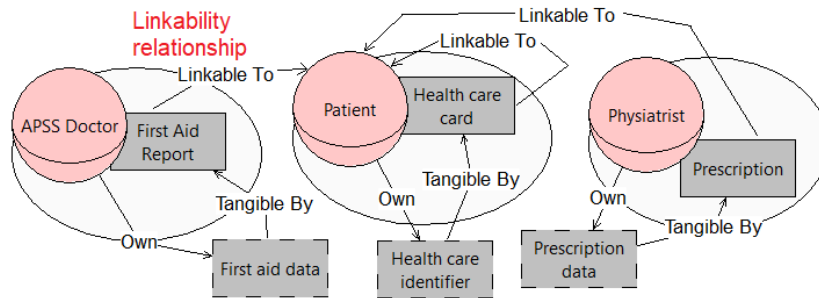 Linkability
relationship
Linkable To
Linkable To
Linkable To
APSS Doctor
First Aid
Report
Patient
Health care
card
Physiatrist
Prescription
Tangible By
Own
First aid data
Tangible By
Own
Health care
identifier
Own
Tangible By
Prescription
data